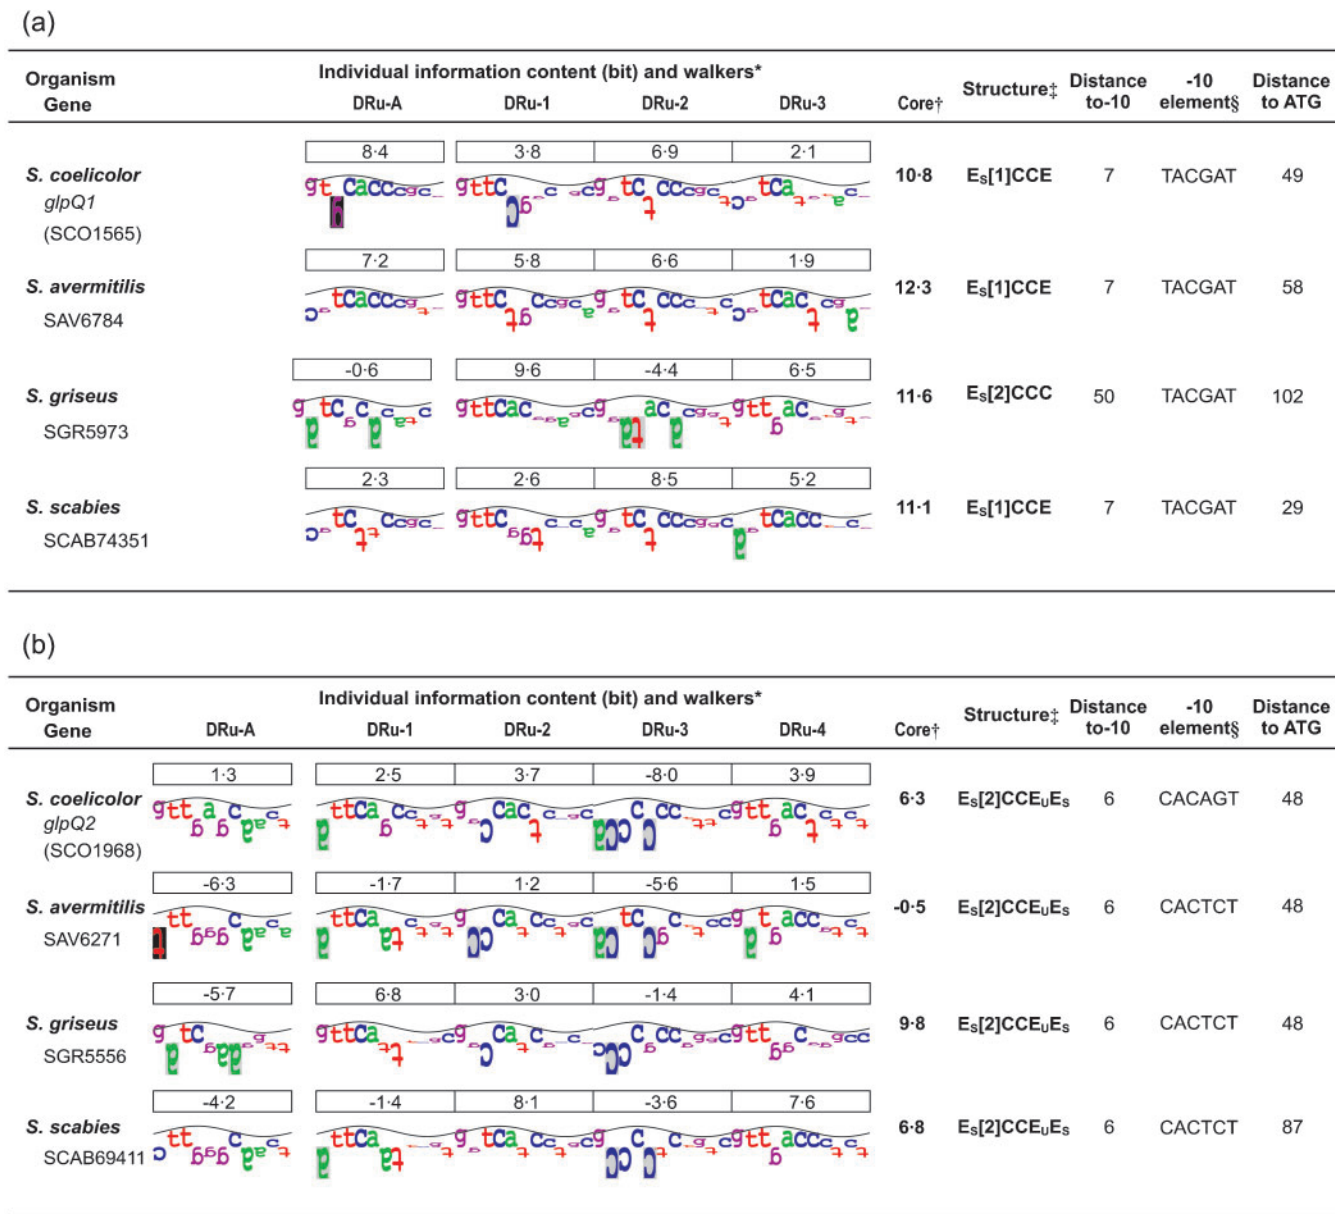 (a)
Organism
Gene
Individual information content (bit) and walkers*
DRu-A DRu-1 DRu-2 DRu-3
Core† Structure‡ Distance to-10 -10 element§ Distance to ATG
8·4 3·8 6·9 2·1
S. coelicolor 10·8 Es[1]CCE 7 TACGAT 49
glpQ1
(SCO1565)
7·2 5·8 6·6 1·9
S. avermitilis 12·3 Es[1]CCE 7 TACGAT 58
SAV6784
-0·6 9·6 -4·4 6·5
S. griseus 11·6 Es[2]CCC 50 TACGAT 102
SGR5973
2·3 2·6 8·5 5·2
S. scabies 11·1 Es[1]CCE 7 TACGAT 29
SCAB74351
(b)
Organism
Gene
Individual information content (bit) and walkers*
DRu-A DRu-1 DRu-2 DRu-3 DRu-4
Core† Structure‡ Distance to-10 -10 element§ Distance to ATG
1·3 2·5 3·7 -8·0 3·9
S. coelicolor 6·3 Es[2]CCEuEs 6 CACAGT 48
glpQ2
(SCO1968)
-6·3 -1·7 1·2 -5·6 1·5
S. avermitilis -0·5 Es[2]CCEuEs 6 CACTCT 48
SAV6271
-5·7 6·8 3·0 -1·4 4·1
S. griseus 9·8 Es[2]CCEuEs 6 CACTCT 48
SGR5556
-4·2 -1·4 8·1 -3·6 7·6
S. scabies 6·8 Es[2]CCEuEs 6 CACTCT 87
SCAB69411